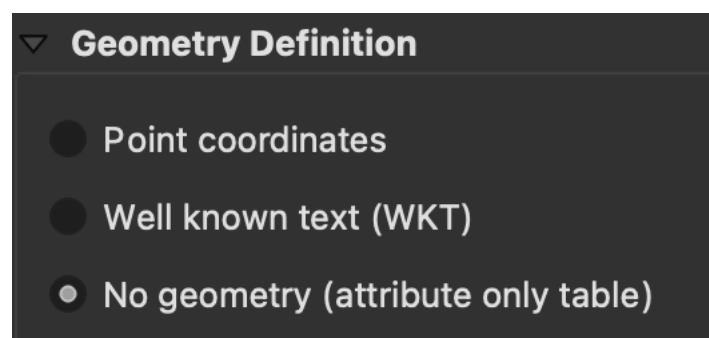 Geometry Definition
Point coordinates
Well known text (WKT)
No geometry (attribute only table)